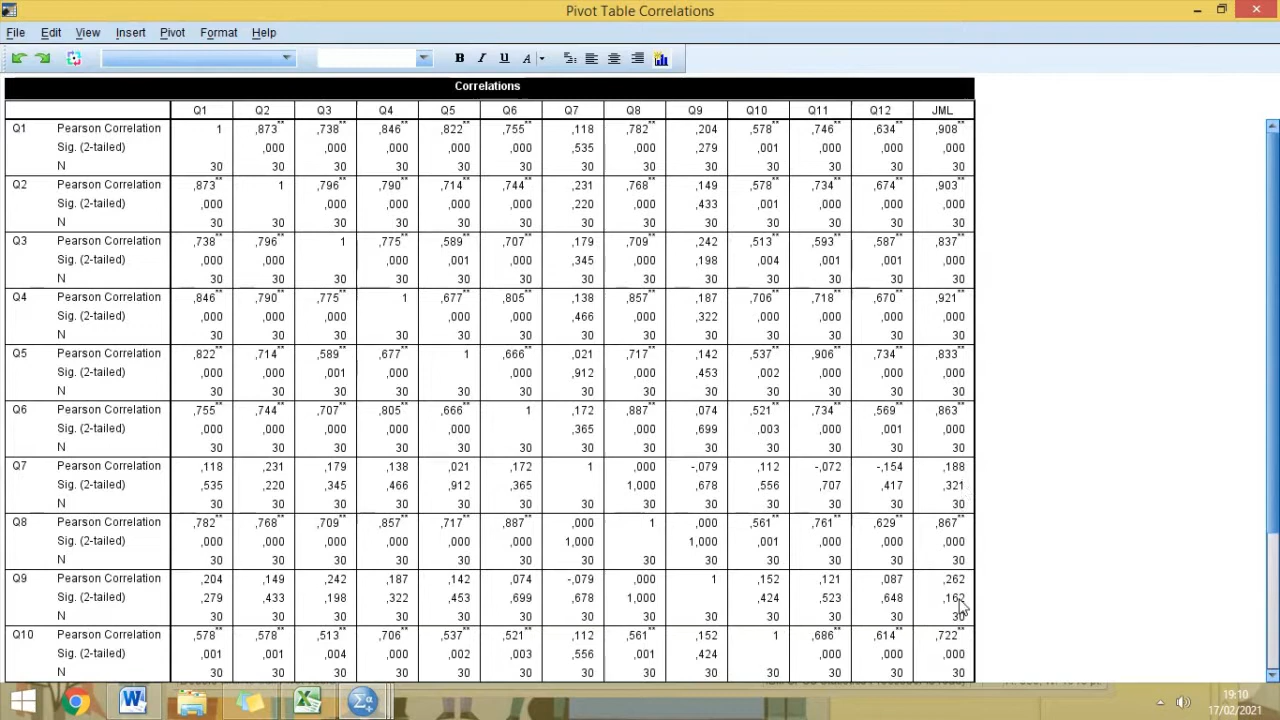 Pivot Table Correlations
File Edit View Insert Pivot Format Help
B I U A
Correlations
Q1 Q2 Q3 Q4 Q5 Q6 Q7 Q8 Q9 Q10 Q11 Q12 JML
Q1 Pearson Correlation 1 ,873** ,738** ,846** ,822** ,755** ,118 ,782** ,204 ,578** ,746** ,634** ,908**
Sig. (2-tailed) ,000 ,000 ,000 ,000 ,000 ,535 ,000 ,279 ,001 ,000 ,000 ,000
N 30 30 30 30 30 30 30 30 30 30 30 30 30
Q2 Pearson Correlation ,873** 1 ,796** ,790** ,714** ,744** ,231 ,768** ,149 ,578** ,734** ,674** ,903**
Sig. (2-tailed) ,000 ,000 ,000 ,000 ,000 ,220 ,000 ,433 ,001 ,000 ,000 ,000
N 30 30 30 30 30 30 30 30 30 30 30 30 30
Q3 Pearson Correlation ,738** ,796** 1 ,775** ,589** ,707** ,179 ,709** ,242 ,513** ,593** ,587** ,837**
Sig. (2-tailed) ,000 ,000 ,000 ,001 ,000 ,345 ,000 ,198 ,004 ,001 ,001 ,000
N 30 30 30 30 30 30 30 30 30 30 30 30 30
Q4 Pearson Correlation ,846** ,790** ,775** 1 ,677** ,805** ,138 ,857** ,187 ,706** ,718** ,670** ,921**
Sig. (2-tailed) ,000 ,000 ,000 ,000 ,000 ,466 ,000 ,322 ,000 ,000 ,000 ,000
N 30 30 30 30 30 30 30 30 30 30 30 30 30
Q5 Pearson Correlation ,822** ,714** ,589** ,677** 1 ,666** ,021 ,717** ,142 ,537** ,906** ,734** ,833**
Sig. (2-tailed) ,000 ,000 ,001 ,000 ,000 ,912 ,000 ,453 ,002 ,000 ,000 ,000
N 30 30 30 30 30 30 30 30 30 30 30 30 30
Q6 Pearson Correlation ,755** ,744** ,707** ,805** ,666** 1 ,172 ,887** ,074 ,521** ,734** ,569** ,863**
Sig. (2-tailed) ,000 ,000 ,000 ,000 ,000 ,365 ,000 ,699 ,003 ,000 ,001 ,000
N 30 30 30 30 30 30 30 30 30 30 30 30 30
Q7 Pearson Correlation ,118 ,231 ,179 ,138 ,021 ,172 1 ,000 -,079 ,112 -,072 -,154 ,188
Sig. (2-tailed) ,535 ,220 ,345 ,466 ,912 ,365 1,000 ,678 ,556 ,707 ,417 ,321
N 30 30 30 30 30 30 30 30 30 30 30 30 30
Q8 Pearson Correlation ,782** ,768** ,709** ,857** ,717** ,887** ,000 1 ,000 ,561** ,761** ,629** ,867**
Sig. (2-tailed) ,000 ,000 ,000 ,000 ,000 ,000 1,000 1,000 ,001 ,000 ,000 ,000
N 30 30 30 30 30 30 30 30 30 30 30 30 30
Q9 Pearson Correlation ,204 ,149 ,242 ,187 ,142 ,074 -,079 ,000 1 ,152 ,121 ,087 ,262
Sig. (2-tailed) ,279 ,433 ,198 ,322 ,453 ,699 ,678 1,000 ,424 ,523 ,648 ,162
N 30 30 30 30 30 30 30 30 30 30 30 30 30
Q10 Pearson Correlation ,578** ,578** ,513** ,706** ,537** ,521** ,112 ,561** ,152 1 ,686** ,614** ,722**
Sig. (2-tailed) ,001 ,001 ,004 ,000 ,002 ,003 ,556 ,001 ,424 ,000 ,000 ,000
N 30 30 30 30 30 30 30 30 30 30 30 30 30
19:10
17/02/2021